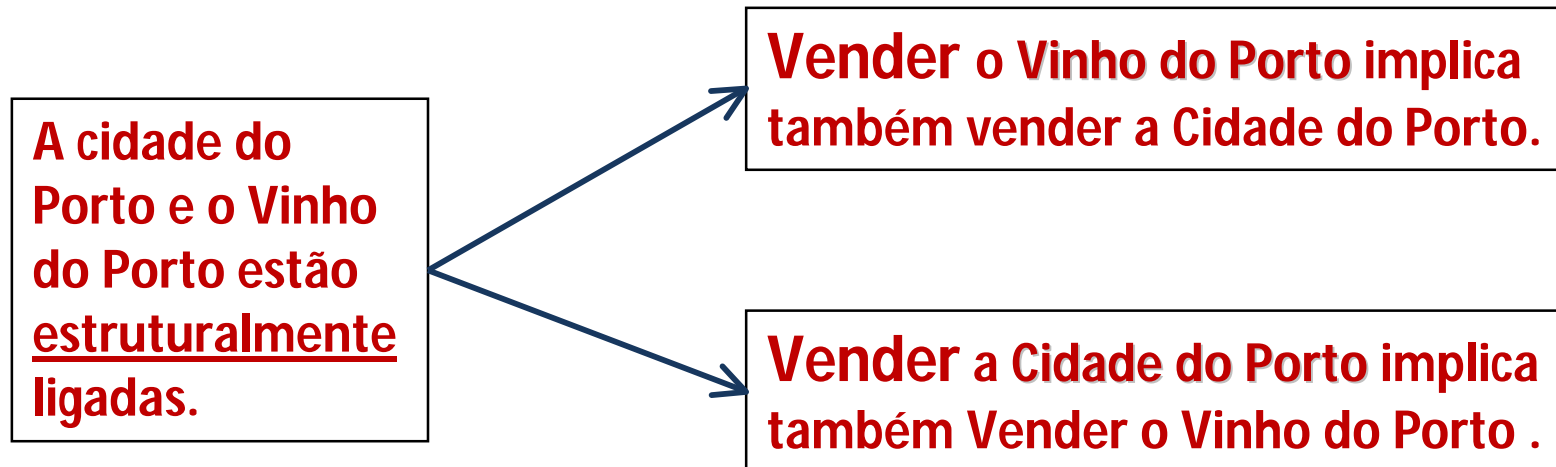 A cidade do
Porto e o Vinho
do Porto estão
estruturalmente
ligadas.
Vender o Vinho do Porto implica
também vender a Cidade do Porto.
Vender a Cidade do Porto implica
também Vender o Vinho do Porto .